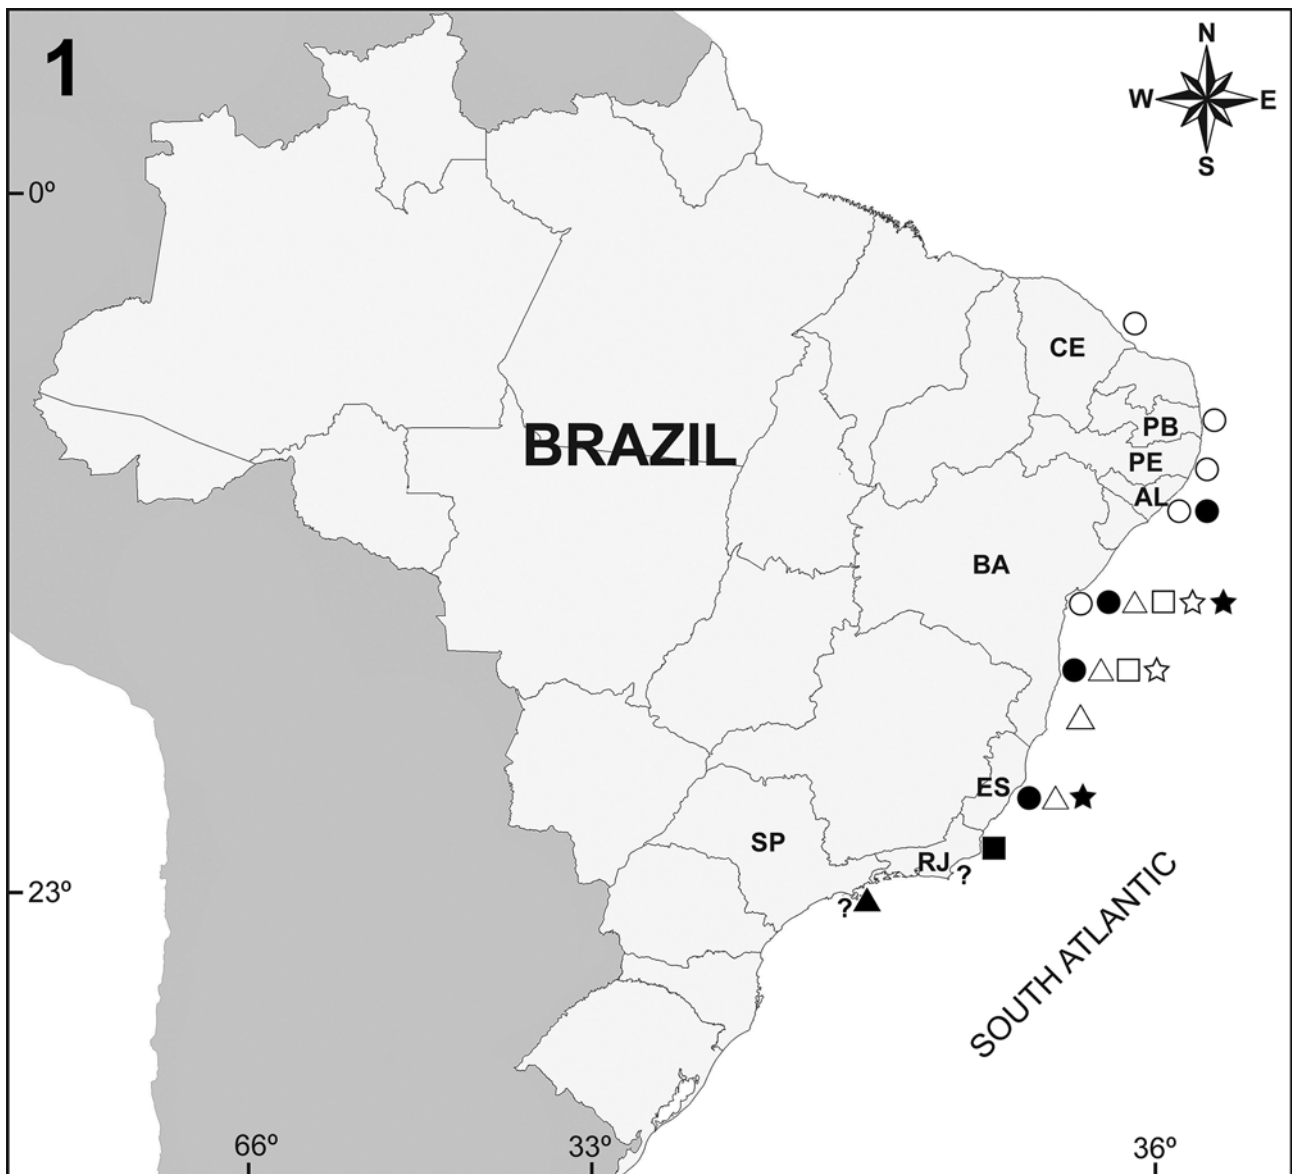 1
N
W E
S
0º
CE
BRAZIL
PB
PE
AL
BA
ES
SP
RJ
?
23º
?
SOUTH ATLANTIC
66º 33º 36º